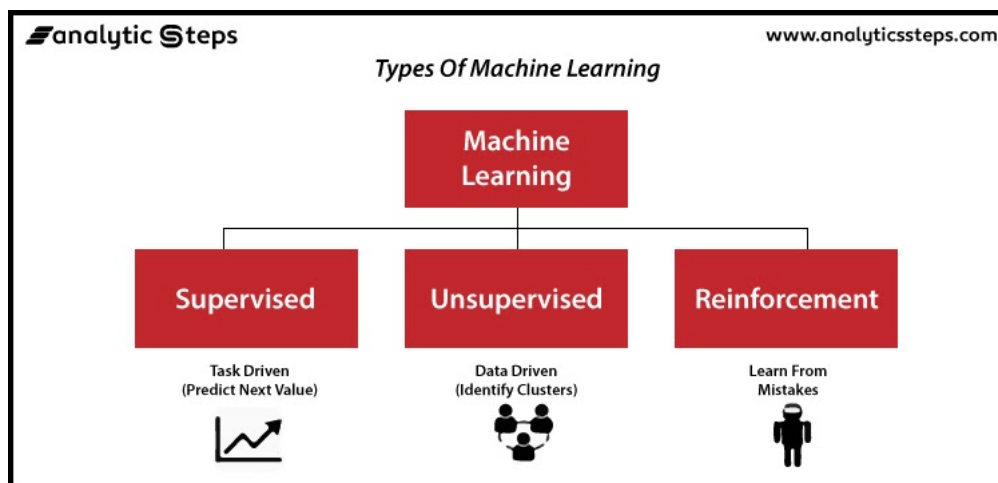 analytic Steps
www.analyticssteps.com
Types Of Machine Learning
Machine
Learning
Supervised
Unsupervised
Reinforcement
Task Driven
(Predict Next Value)
Data Driven
(Identify Clusters)
Learn From
Mistakes